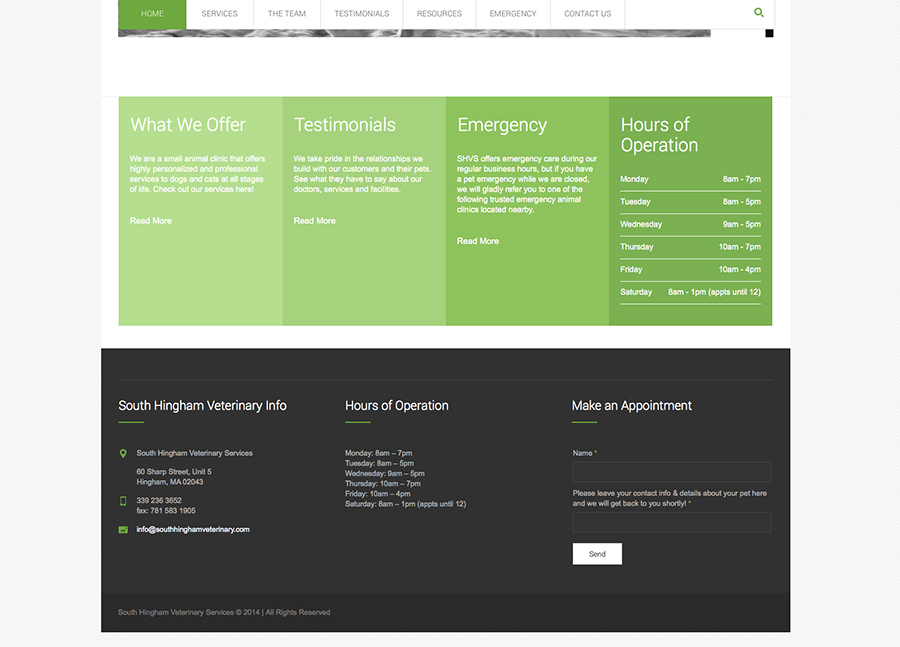 HOME SERVICES THE TEAM TESTIMONIALS RESOURCES EMERGENCY CONTACT US
What We Offer
We are a small animal clinic that offers
highly personalized and professional
services to dogs and cats at all stages
of life. Check out our services here!
Read More
Testimonials
We take pride in the relationships we
build with our customers and their pets.
See what they have to say about our
doctors, services and facilities.
Read More
Emergency
SHVS offers emergency care during our
regular business hours, but if you have
a pet emergency while we are closed,
we will gladly refer you to one of the
following trusted emergency animal
clinics located nearby.
Read More
Hours of
Operation
Monday 8am - 7pm
Tuesday 8am - 5pm
Wednesday 9am - 5pm
Thursday 10am - 7pm
Friday 10am - 4pm
Saturday 8am - 1pm (appts until 12)
South Hingham Veterinary Info
South Hingham Veterinary Services
60 Sharp Street, Unit 5
Hingham, MA 02043
339 236 3652
fax: 781 583 1905
info@southhinghamveterinary.com
Hours of Operation
Monday: 8am – 7pm
Tuesday: 8am – 5pm
Wednesday: 9am – 5pm
Thursday: 10am – 7pm
Friday: 10am – 4pm
Saturday: 8am – 1pm (appts until 12)
Make an Appointment
Name *
Please leave your contact info & details about your pet here
and we will get back to you shortly! *
Send
South Hingham Veterinary Services © 2014 | All Rights Reserved